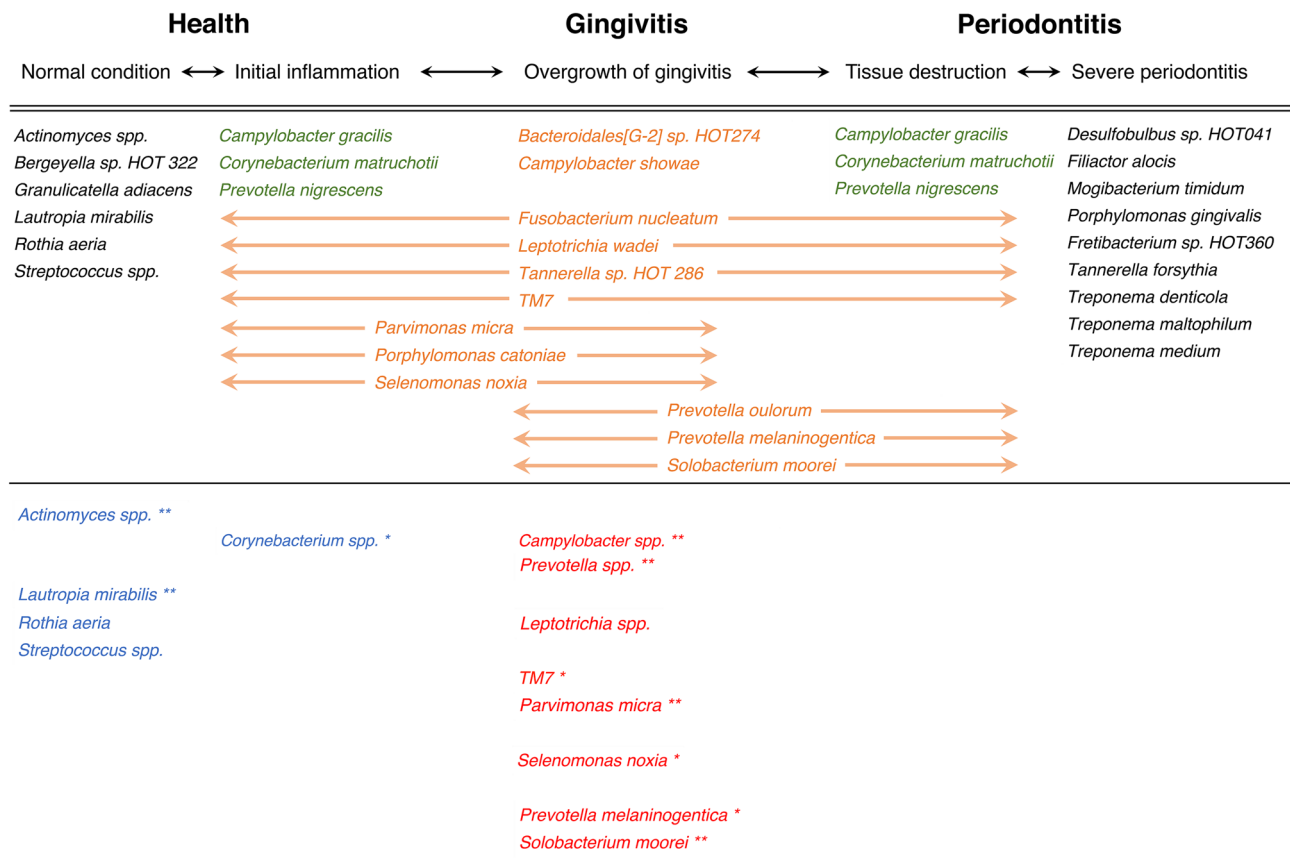 Health Gingivitis Periodontitis
Normal condition Initial inflammation Overgrowth of gingivitis Tissue destruction Severe periodontitis
Actinomyces spp. Campylobacter gracilis Bacteroidales[G-2] sp. HOT274 Campylobacter gracilis Desulfobulbus sp. HOT041
Bergeyella sp. HOT 322 Corynebacterium matruchotii Campylobacter showae Corynebacterium matruchotii Filiactor alocis
Granulicatella adiacens Prevotella nigrescens Prevotella nigrescens Mogibacterium timidum
Lautropia mirabilis Fusobacterium nucleatum Porphylomonas gingivalis
Rothia aeria Leptotrichia wadei Fretibacterium sp. HOT360
Streptococcus spp. Tannerella sp. HOT 286 Tannerella forsythia
TM7 Treponema denticola
Parvimonas micra Treponema maltophilum
Porphylomonas catoniae Treponema medium
Selenomonas noxia
Prevotella oulorum
Prevotella melaninogentica
Solobacterium moorei
Actinomyces spp. **
Corynebacterium spp. * Campylobacter spp. **
Prevotella spp. **
Lautropia mirabilis **
Rothia aeria Leptotrichia spp.
Streptococcus spp.
TM7 *
Parvimonas micra **
Selenomonas noxia *
Prevotella melaninogentica *
Solobacterium moorei **